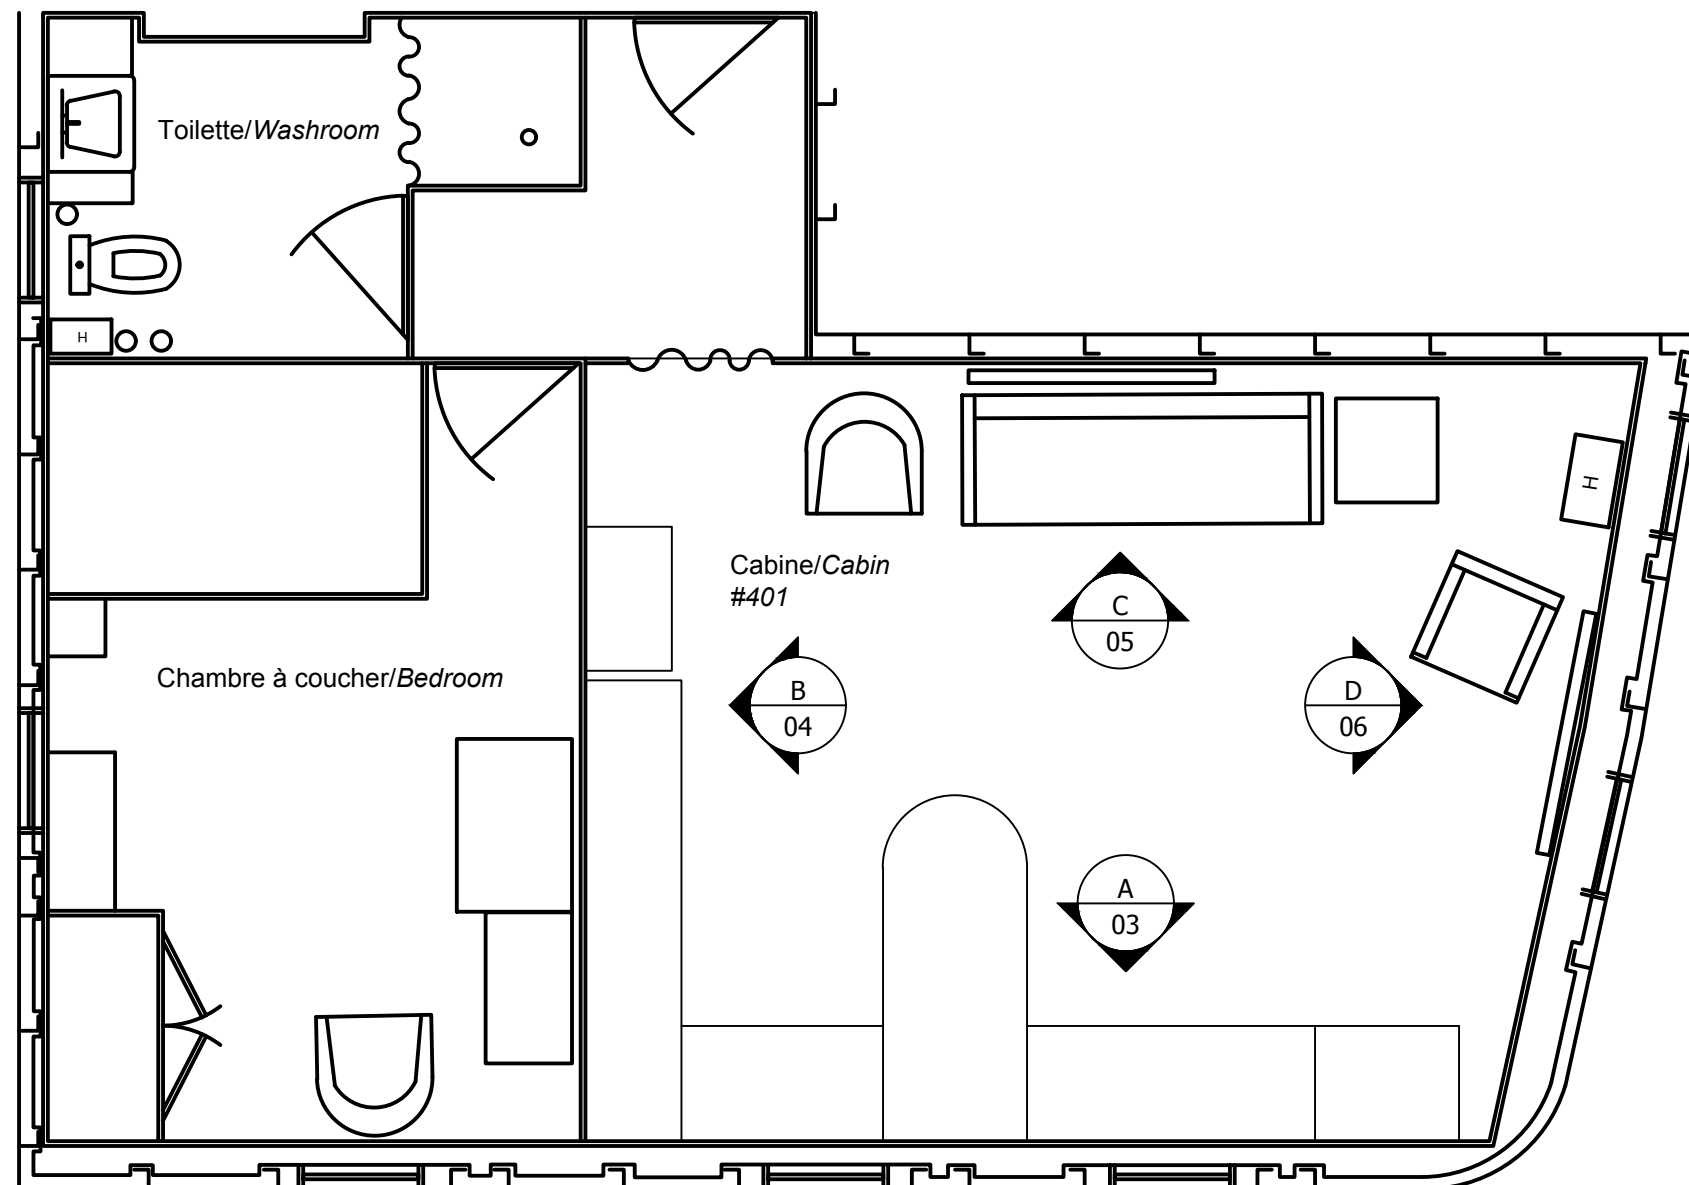 Toilette/Washroom
H
H
Cabine/Cabin
#401
C
05
Chambre à coucher/Bedroom
B
04
D
06
A
03